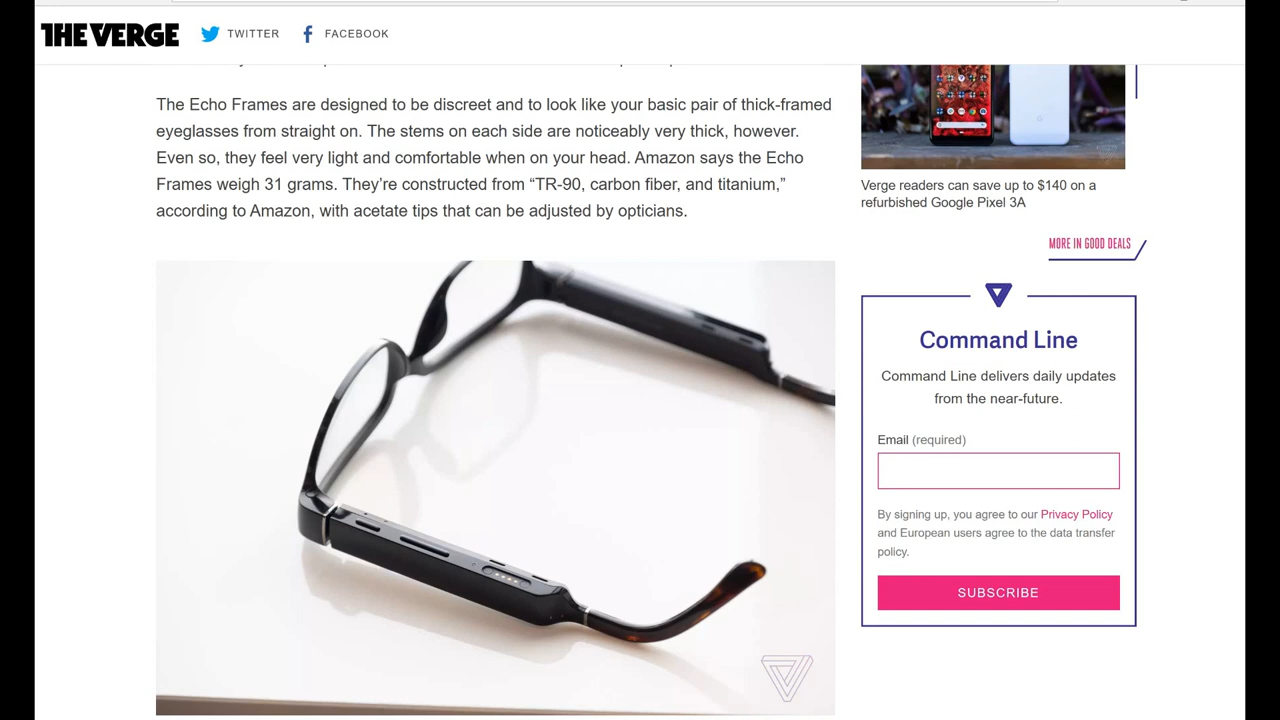 THE VERGE
TWITTER
FACEBOOK
The Echo Frames are designed to be discreet and to look like your basic pair of thick-framed
eyeglasses from straight on. The stems on each side are noticeably very thick, however.
Even so, they feel very light and comfortable when on your head. Amazon says the Echo
Frames weigh 31 grams. They’re constructed from “TR-90, carbon fiber, and titanium,”
according to Amazon, with acetate tips that can be adjusted by opticians.
Verge readers can save up to $140 on a
refurbished Google Pixel 3A
MORE IN GOOD DEALS
Command Line
Command Line delivers daily updates
from the near-future.
Email (required)
By signing up, you agree to our Privacy Policy
and European users agree to the data transfer
policy.
SUBSCRIBE